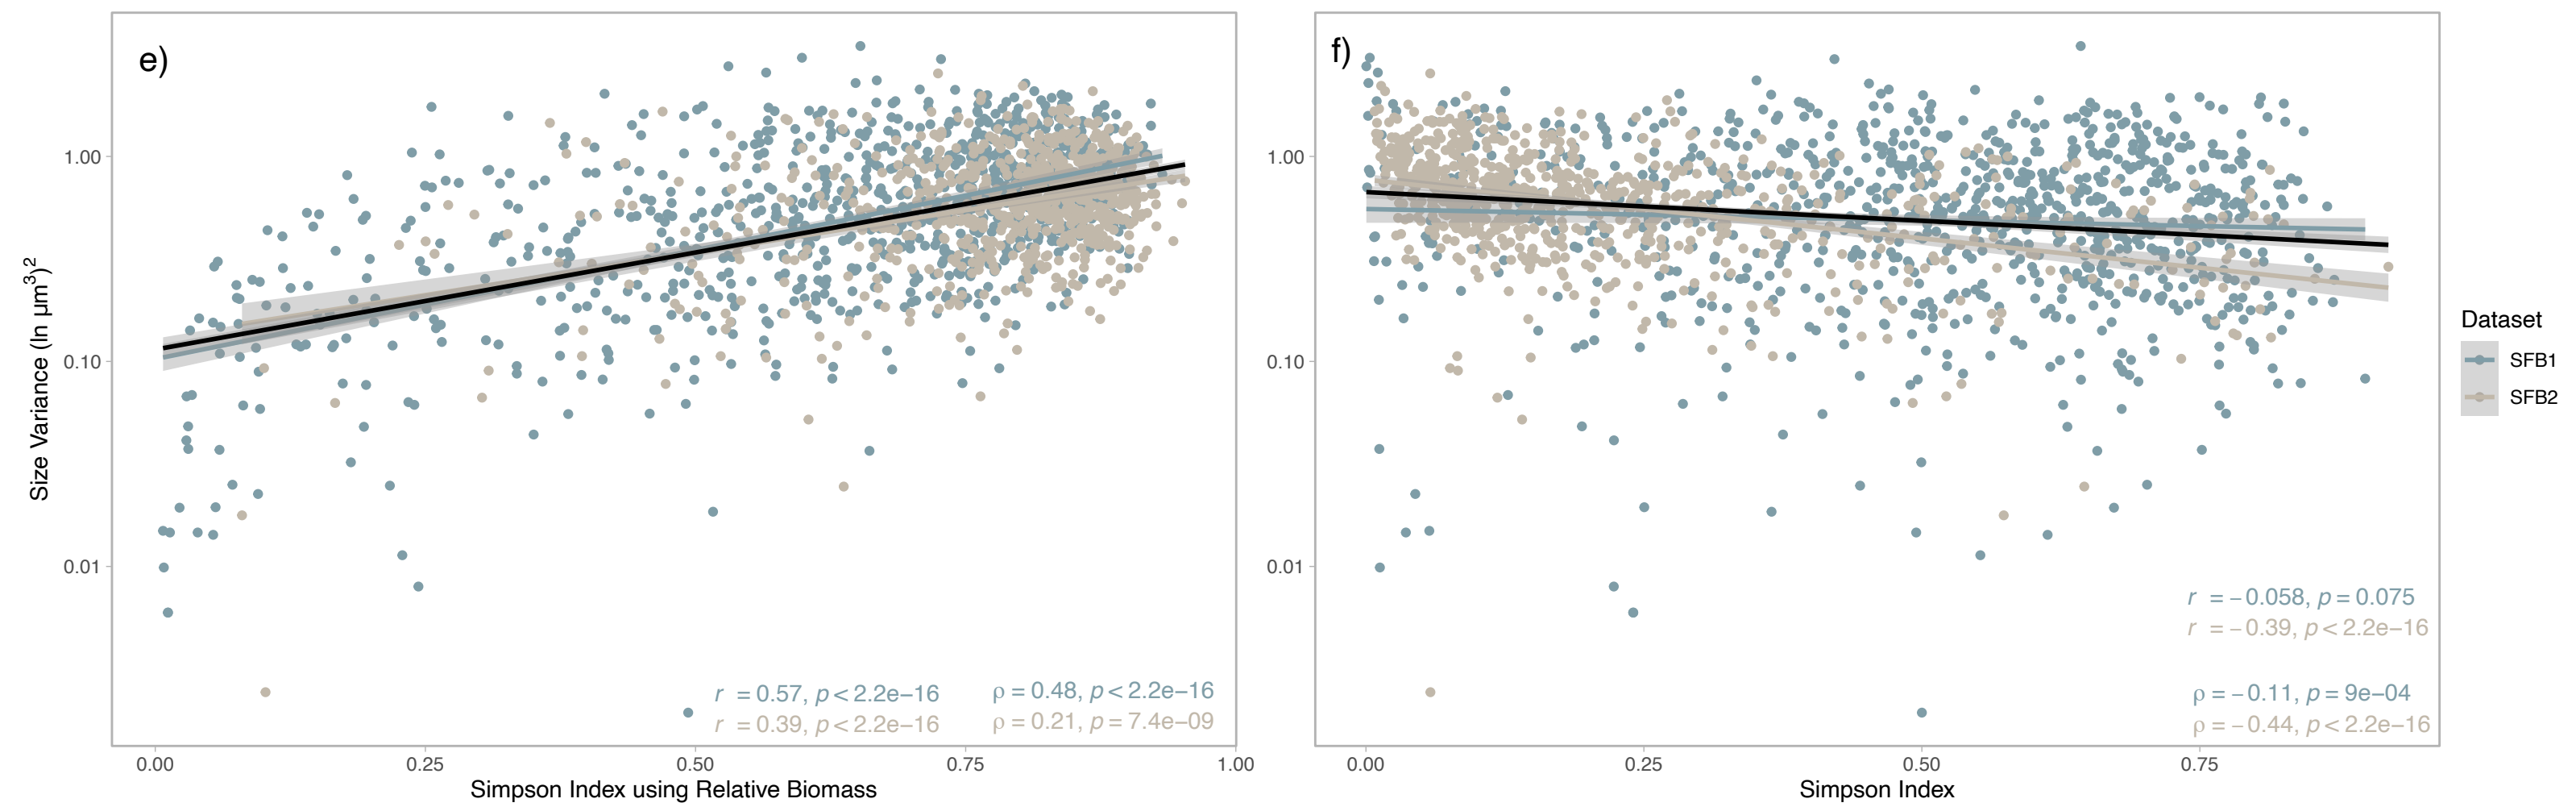 e)
Size Variance (ln µm³)²
1.00
0.10
0.01
r = 0.57, p < 2.2e−16
r = 0.39, p < 2.2e−16
ρ = 0.48, p < 2.2e−16
ρ = 0.21, p = 7.4e−09
0.00 0.25 0.50 0.75 1.00
Simpson Index using Relative Biomass
f)
1.00
0.10
0.01
r = −0.058, p = 0.075
r = −0.39, p < 2.2e−16
ρ = −0.11, p = 9e−04
ρ = −0.44, p < 2.2e−16
0.00 0.25 0.50 0.75
Simpson Index
Dataset
SFB1
SFB2